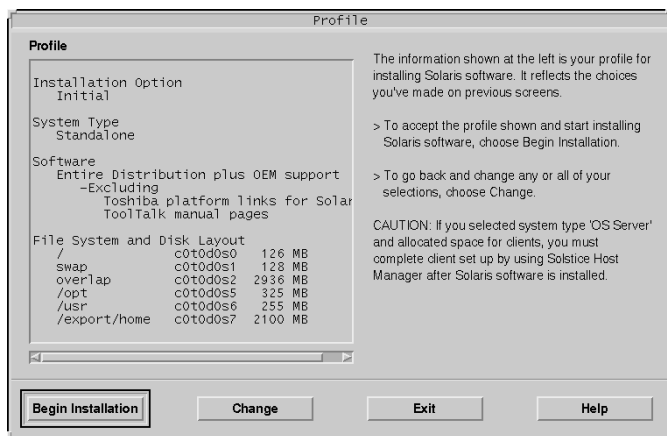 Profile
Profile
Installation Option
Initial
System Type
Standalone
Software
Entire Distribution plus OEM support
-Excluding
Toshiba platform links for Solar
ToolTalk manual pages
File System and Disk Layout
/ c0t0d0s0 126 MB
swap c0t0d0s1 128 MB
overlap c0t0d0s2 2936 MB
/opt c0t0d0s5 325 MB
/usr c0t0d0s6 255 MB
/export/home c0t0d0s7 2100 MB
The information shown at the left is your profile for
installing Solaris software. It reflects the choices
you've made on previous screens.
> To accept the profile shown and start installing
Solaris software, choose Begin Installation.
> To go back and change any or all of your
selections, choose Change.
CAUTION: If you selected system type 'OS Server'
and allocated space for clients, you must
complete client set up by using Solstice Host
Manager after Solaris software is installed.
Begin Installation
Change
Exit
Help